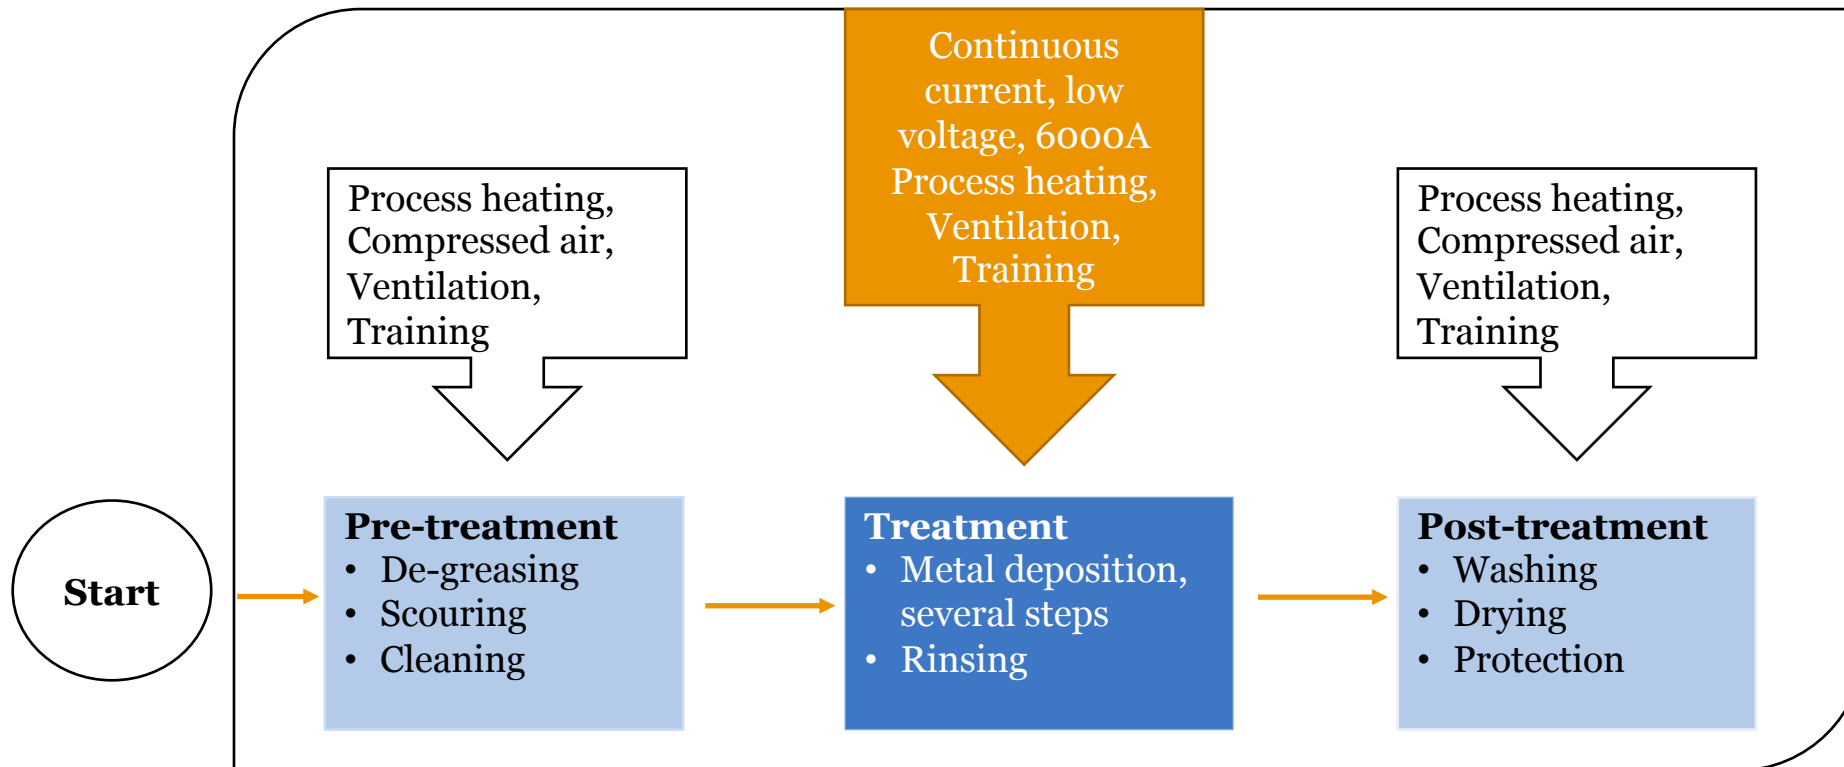 Continuous
current, low
voltage, 6000A
Process heating,
Ventilation,
Training
Process heating,
Compressed air,
Ventilation,
Training
Process heating,
Compressed air,
Ventilation,
Training
Start
Pre-treatment
• De-greasing
• Scouring
• Cleaning
Treatment
• Metal deposition,
several steps
• Rinsing
Post-treatment
• Washing
• Drying
• Protection